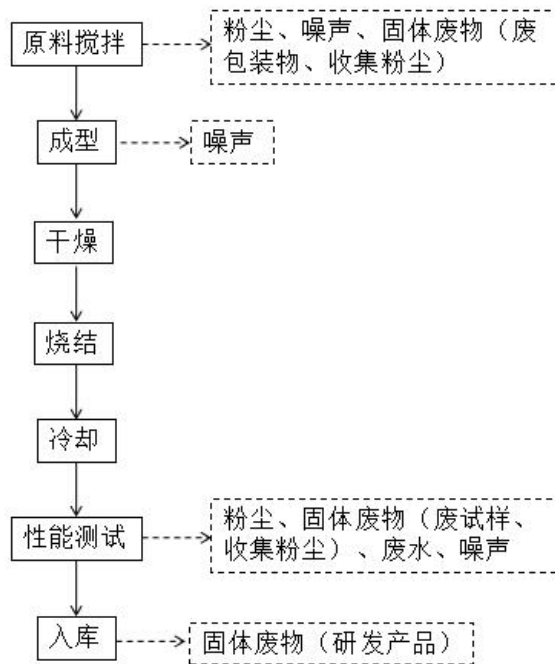 原料搅拌
粉尘、噪声、固体废物（废
包装物、收集粉尘）
成型
噪声
干燥
烧结
冷却
性能测试
粉尘、固体废物（废试样、
收集粉尘）、废水、噪声
入库
固体废物（研发产品）